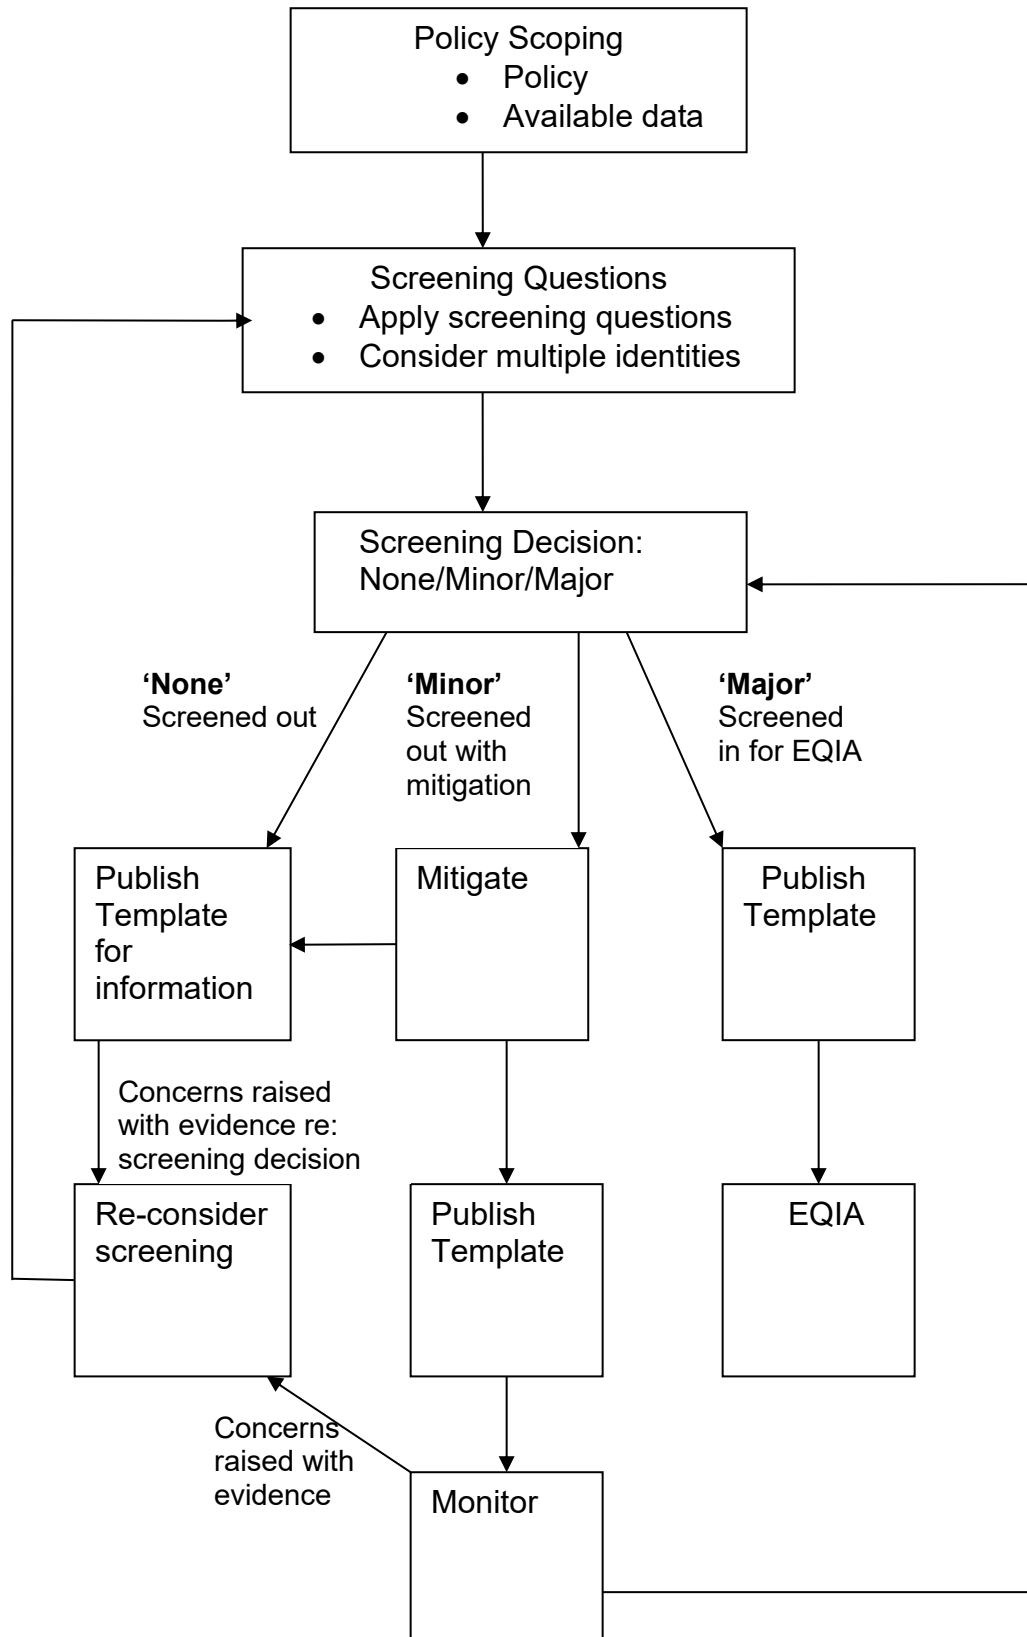 Policy Scoping
• Policy
• Available data
Screening Questions
• Apply screening questions
• Consider multiple identities
Screening Decision:
None/Minor/Major
‘None’
Screened out
‘Minor’
Screened
out with
mitigation
‘Major’
Screened
in for EQIA
Publish
Template
for
information
Mitigate
Publish
Template
Concerns raised
with evidence re:
screening decision
Re-consider
screening
Publish
Template
EQIA
Concerns
raised with
evidence
Monitor